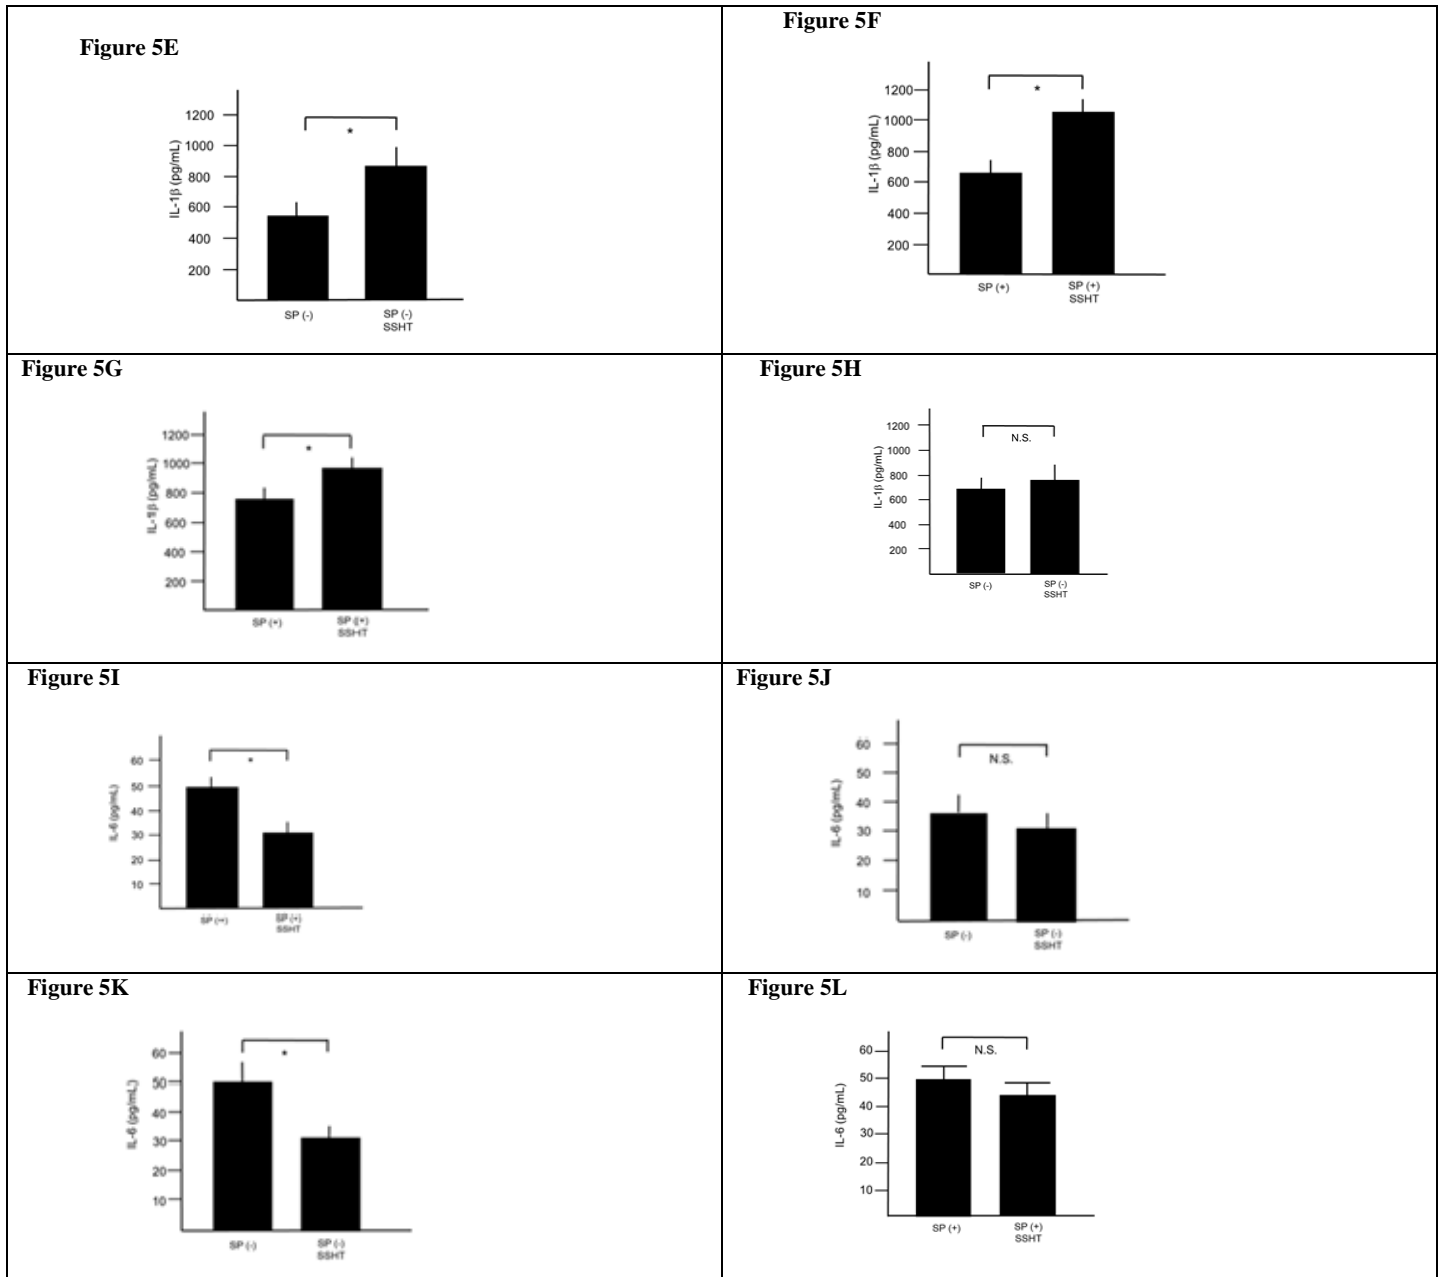 Figure 5E
1200
1000
800
600
400
200
IL-1β (pg/mL)
*
SP (-)
SP (-)
SSHT
Figure 5F
1200
1000
800
600
400
200
IL-1β (pg/mL)
*
SP (+)
SP (+)
SSHT
Figure 5G
1200
1000
800
600
400
200
IL-1β (pg/mL)
*
SP (+)
SP (+)
SSHT
Figure 5H
1200
1000
800
600
400
200
IL-1β (pg/mL)
N.S.
SP (-)
SP (-)
SSHT
Figure 5I
60
50
40
30
20
10
IL-6 (pg/mL)
*
SP (+)
SP (+)
SSHT
Figure 5J
60
50
40
30
20
10
IL-6 (pg/mL)
N.S.
SP (-)
SP (-)
SSHT
Figure 5K
60
50
40
30
20
10
IL-6 (pg/mL)
*
SP (-)
SP (-)
SSHT
Figure 5L
60
50
40
30
20
10
IL-6 (pg/mL)
N.S.
SP (+)
SP (+)
SSHT